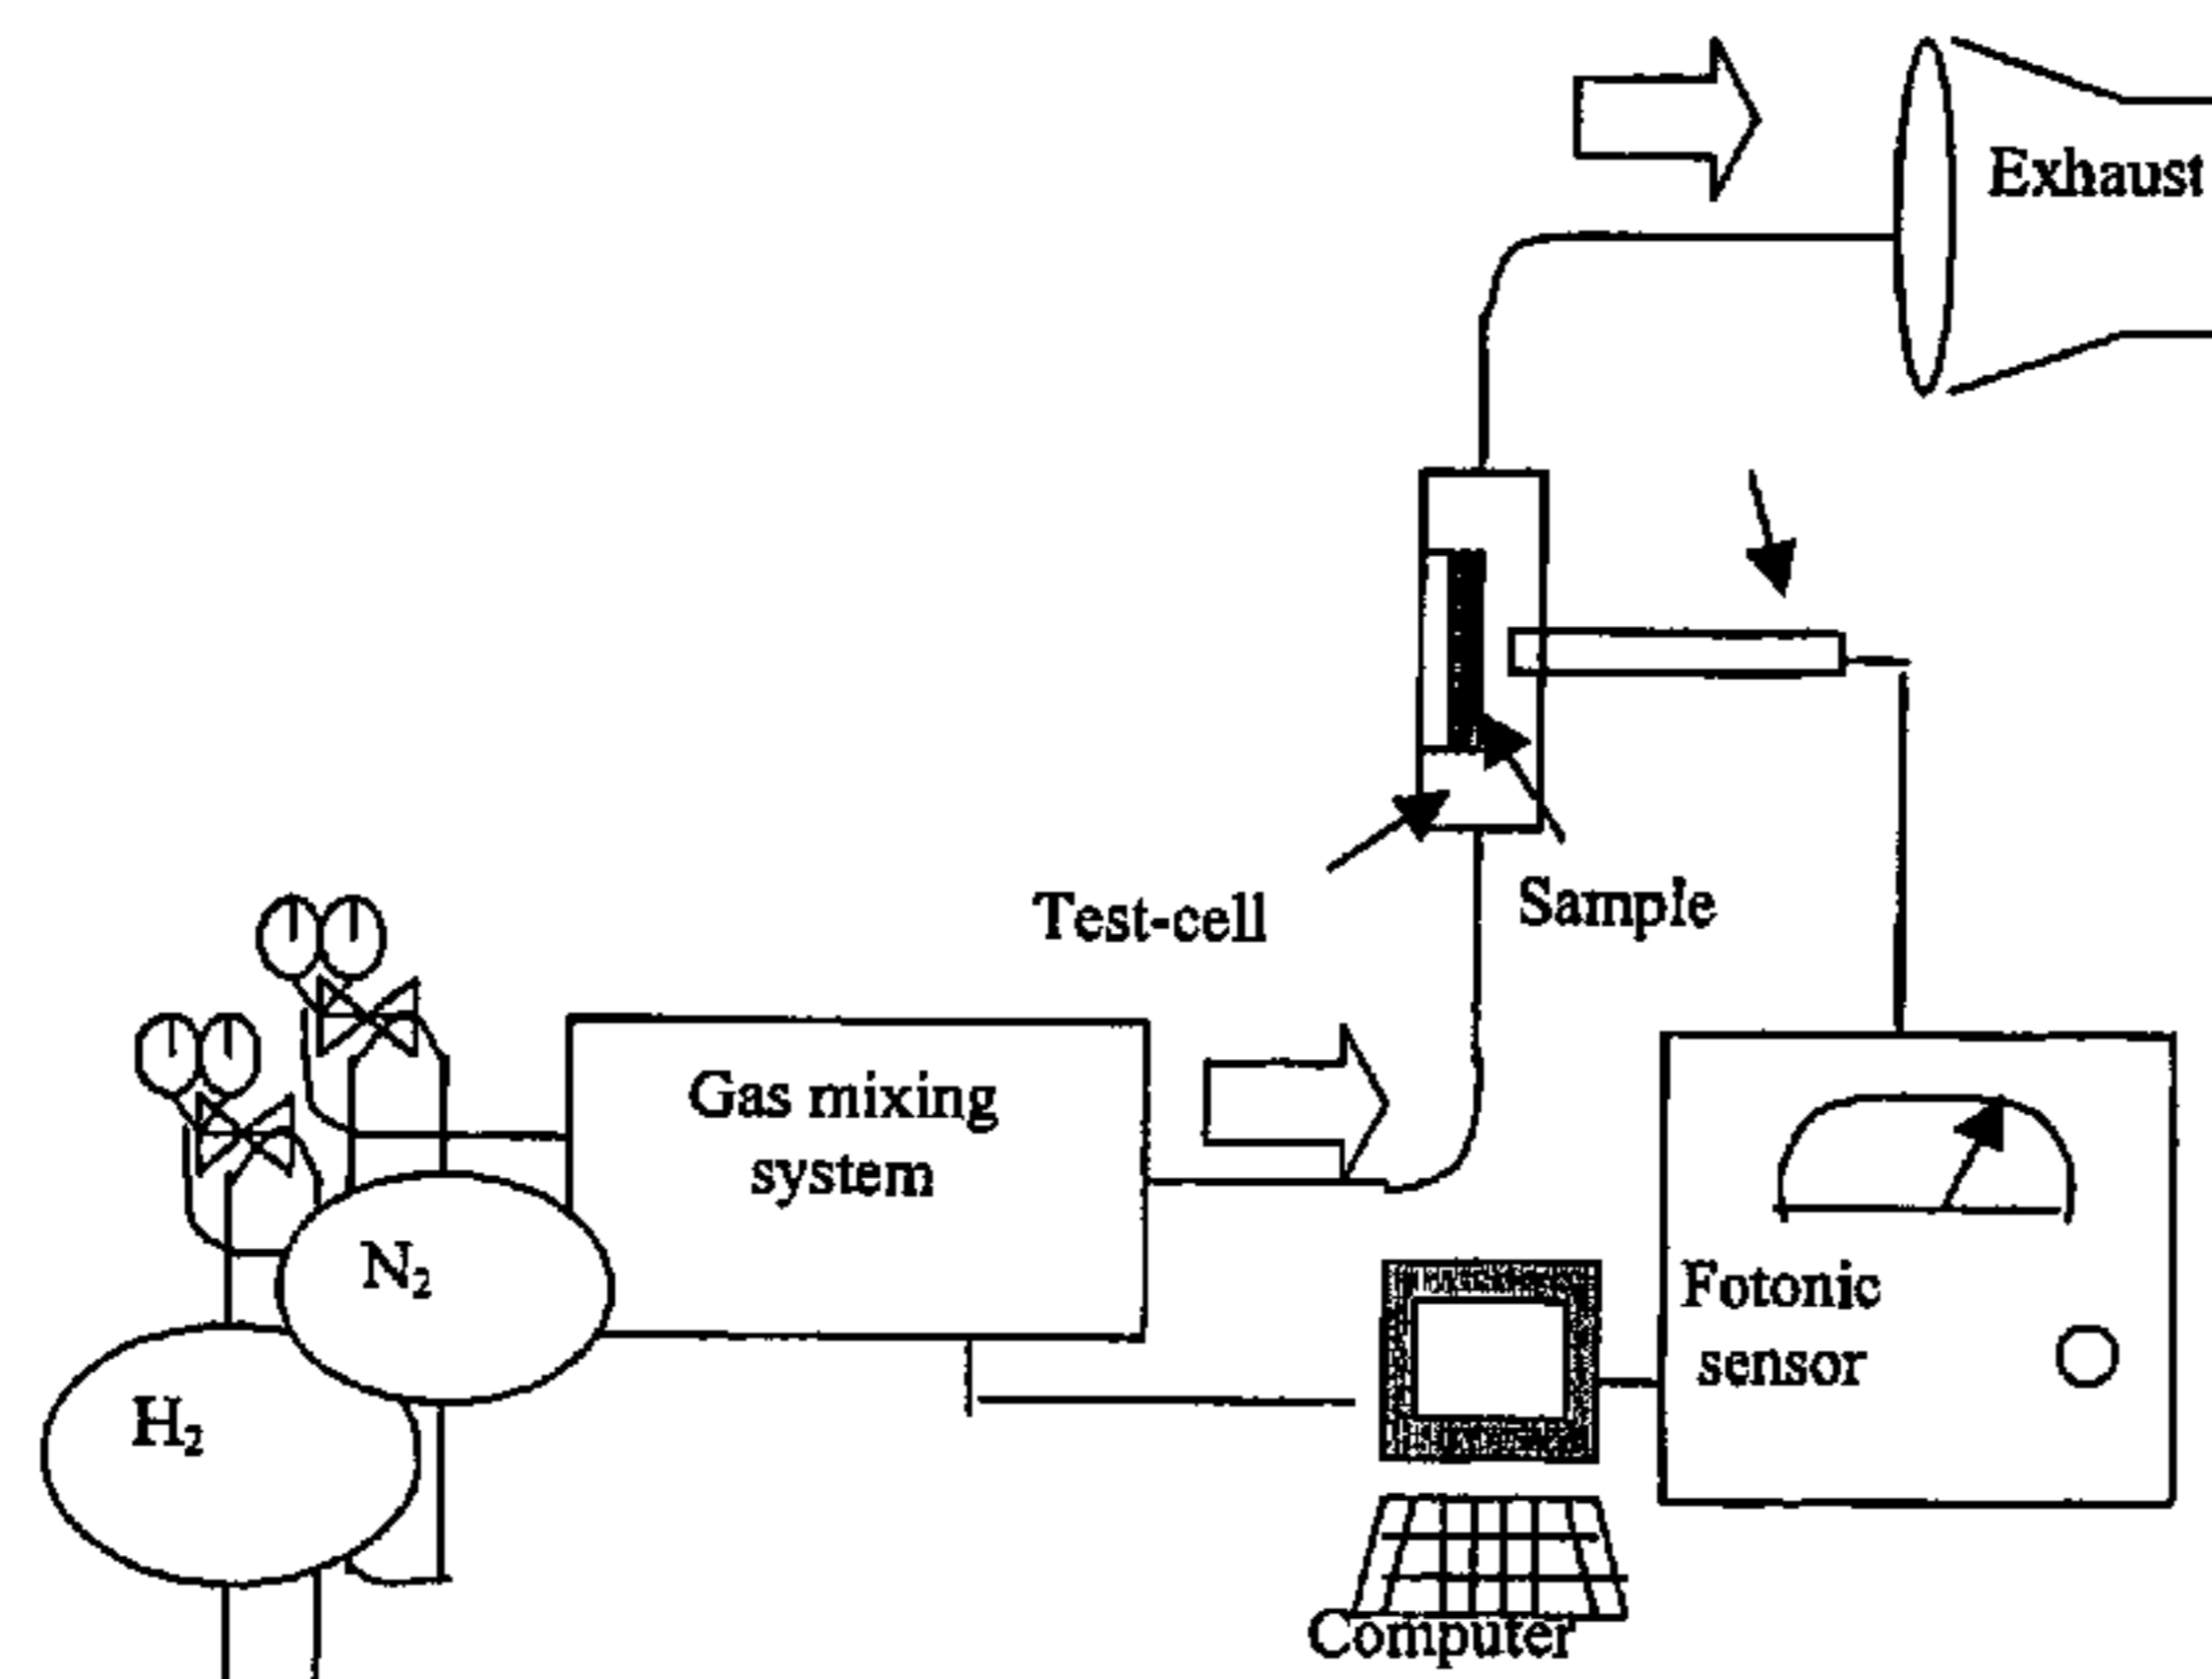 Exhaust
Test-cell
Sample
Gas mixing
system
N₂
H₂
Fotonic
sensor
Computer